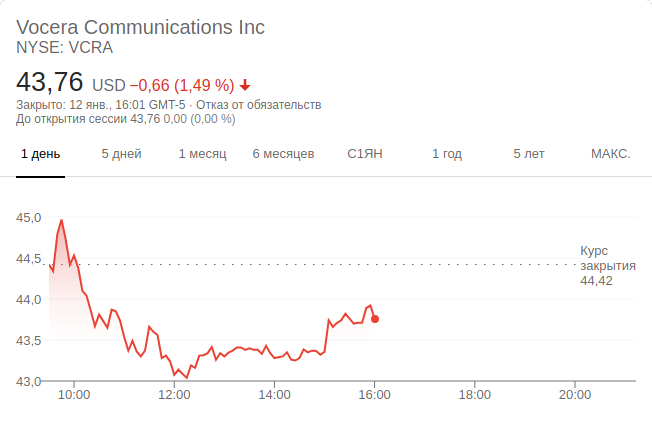 Vocera Communications Inc
NYSE: VCRA
43,76 USD −0,66 (1,49 %)
Закрыто: 12 янв., 16:01 GMT-5 · Отказ от обязательств
До открытия сессии 43,76 0,00 (0,00 %)
1 день 5 дней 1 месяц 6 месяцев С1ЯН 1 год 5 лет МАКС.
45,0
44,5
44,0
43,5
43,0
Курс
закрытия
44,42
10:00 12:00 14:00 16:00 18:00 20:00